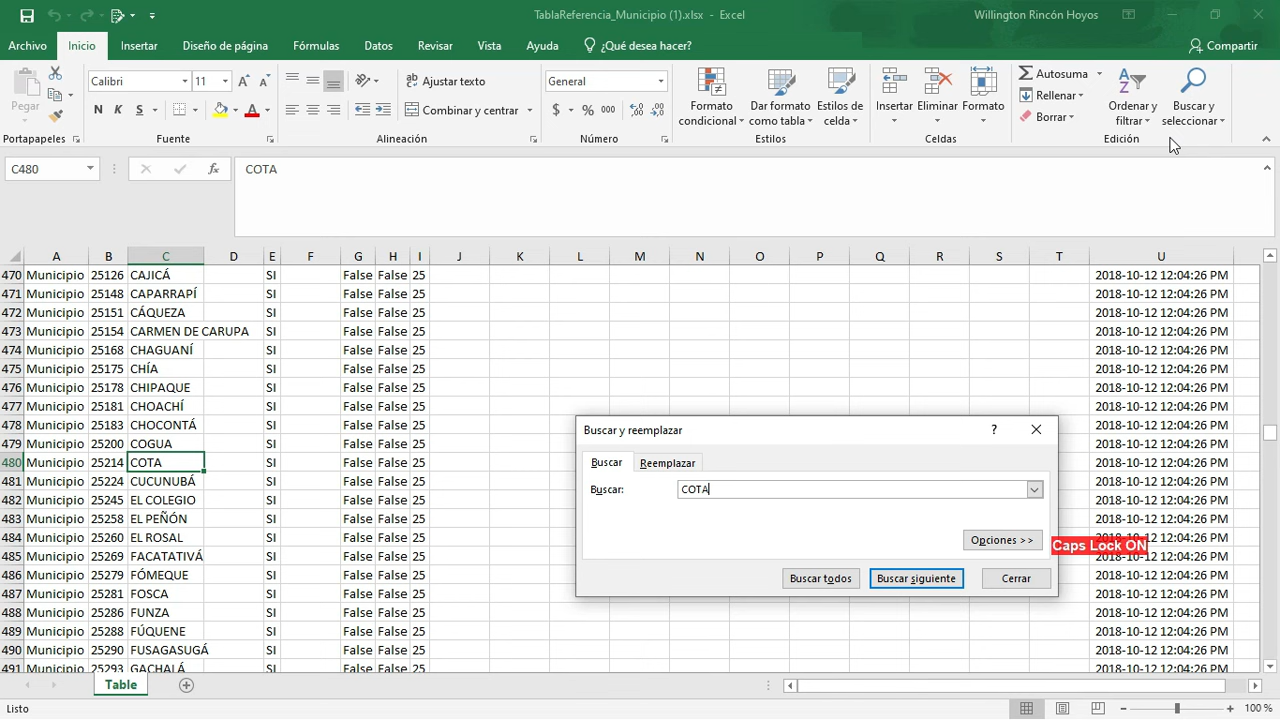 TablaReferencia_Municipio (1).xlsx - Excel
Willington Rincón Hoyos
Archivo Inicio Insertar Diseño de página Fórmulas Datos Revisar Vista Ayuda ¿Qué desea hacer? Compartir
Pegar
Calibri 11
N K S
Ajustar texto
Combinar y centrar
General
$ % 000
Formato condicional
Dar formato como tabla
Estilos de celda
Insertar
Eliminar
Formato
Autosuma
Rellenar
Borrar
Ordenar y filtrar
Buscar y seleccionar
Portapapeles Fuente Alineación Número Estilos Celdas Edición
C480 fx COTA
A B C D E F G H I J K L M N O P Q R S T U
470 Municipio 25126 CAJICÁ SI False False 25 2018-10-12 12:04:26 PM
471 Municipio 25148 CAPARRAPÍ SI False False 25 2018-10-12 12:04:26 PM
472 Municipio 25151 CÁQUEZA SI False False 25 2018-10-12 12:04:26 PM
473 Municipio 25154 CARMEN DE CARUPA SI False False 25 2018-10-12 12:04:26 PM
474 Municipio 25168 CHAGUANÍ SI False False 25 2018-10-12 12:04:26 PM
475 Municipio 25175 CHÍA SI False False 25 2018-10-12 12:04:26 PM
476 Municipio 25178 CHIPAQUE SI False False 25 2018-10-12 12:04:26 PM
477 Municipio 25181 CHOACHÍ SI False False 25 2018-10-12 12:04:26 PM
478 Municipio 25183 CHOCONTÁ SI False False 25 2018-10-12 12:04:26 PM
479 Municipio 25200 COGUA SI False False 25 2018-10-12 12:04:26 PM
480 Municipio 25214 COTA SI False False 25 2018-10-12 12:04:26 PM
481 Municipio 25224 CUCUNUBÁ SI False False 25 2018-10-12 12:04:26 PM
482 Municipio 25245 EL COLEGIO SI False False 25 2018-10-12 12:04:26 PM
483 Municipio 25258 EL PEÑÓN SI False False 25 2018-10-12 12:04:26 PM
484 Municipio 25260 EL ROSAL SI False False 25 2018-10-12 12:04:26 PM
485 Municipio 25269 FACATATIVÁ SI False False 25 12:04:26 PM
486 Municipio 25279 FÓMEQUE SI False False 25 2018-10-12 12:04:26 PM
487 Municipio 25281 FOSCA SI False False 25 2018-10-12 12:04:26 PM
488 Municipio 25286 FUNZA SI False False 25 2018-10-12 12:04:26 PM
489 Municipio 25288 FÚQUENE SI False False 25 2018-10-12 12:04:26 PM
490 Municipio 25290 FUSAGASUGÁ SI False False 25 2018-10-12 12:04:26 PM
491 Municipio 25293 GACHALÁ SI False False 25 2018-10-12 12:04:26 PM
Buscar y reemplazar ?
Buscar Reemplazar
Buscar: COTA
Opciones >>
Buscar todos Buscar siguiente Cerrar
Caps Lock ON
Table
Listo 100 %